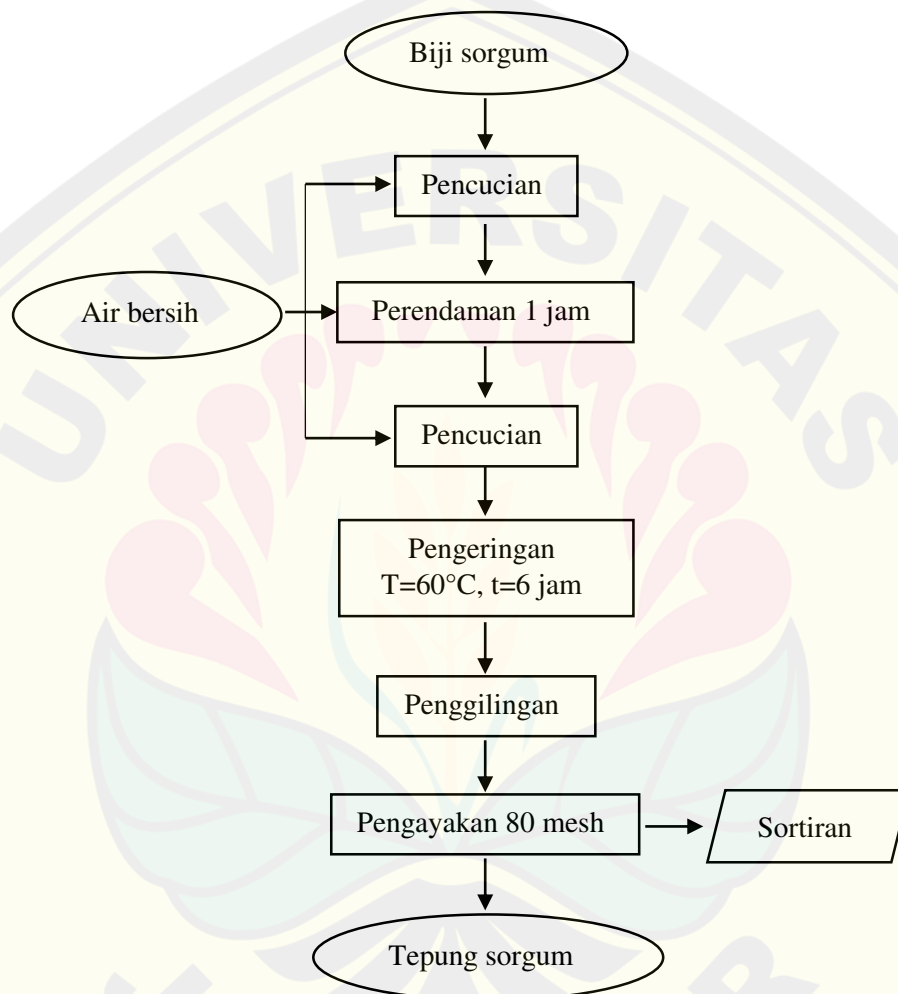 Biji sorgum
Pencucian
Air bersih
Perendaman 1 jam
Pencucian
Pengeringan
T=60°C, t=6 jam
Penggilingan
Pengayakan 80 mesh
Sortiran
Tepung sorgum
UNIVERSITAS